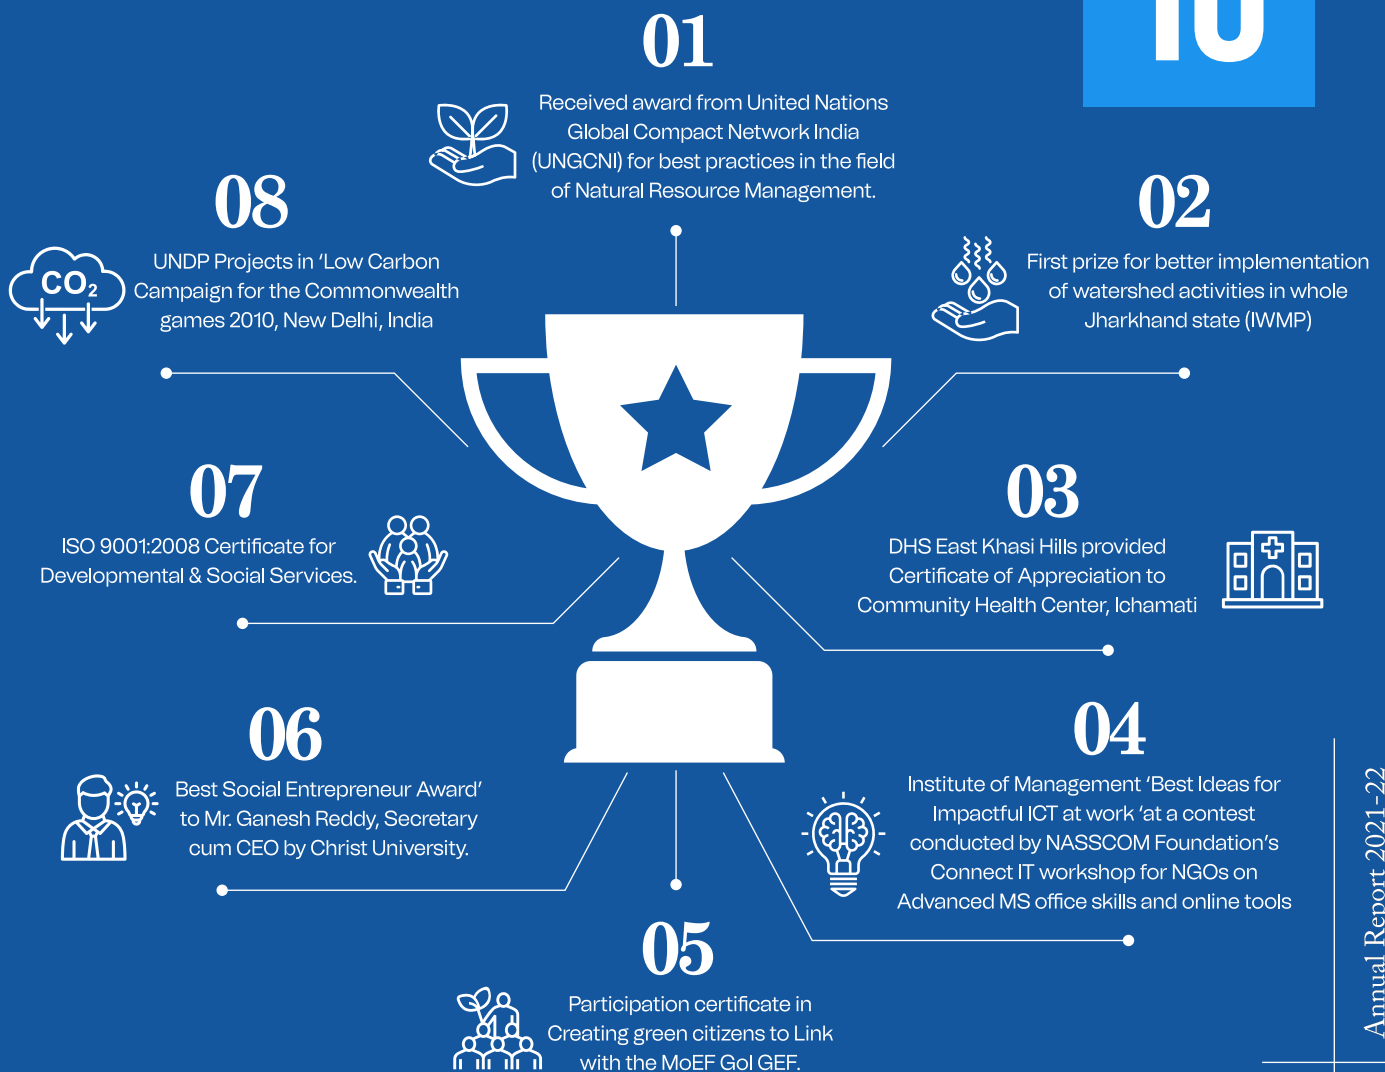 10
01
Received award from United Nations
Global Compact Network India
(UNGCNI) for best practices in the field
of Natural Resource Management.
02
First prize for better implementation
of watershed activities in whole
Jharkhand state (IWMP)
03
DHS East Khasi Hills provided
Certificate of Appreciation to
Community Health Center, Ichamati
04
Institute of Management ‘Best Ideas for
Impactful ICT at work ‘at a contest
conducted by NASSCOM Foundation’s
Connect IT workshop for NGOs on
Advanced MS office skills and online tools
05
Participation certificate in
Creating green citizens to Link
with the MoEF GoI GEF.
06
Best Social Entrepreneur Award’
to Mr. Ganesh Reddy, Secretary
cum CEO by Christ University.
07
ISO 9001:2008 Certificate for
Developmental & Social Services.
08
CO₂
UNDP Projects in ‘Low Carbon
Campaign for the Commonwealth
games 2010, New Delhi, India
Annual Report 2021-22